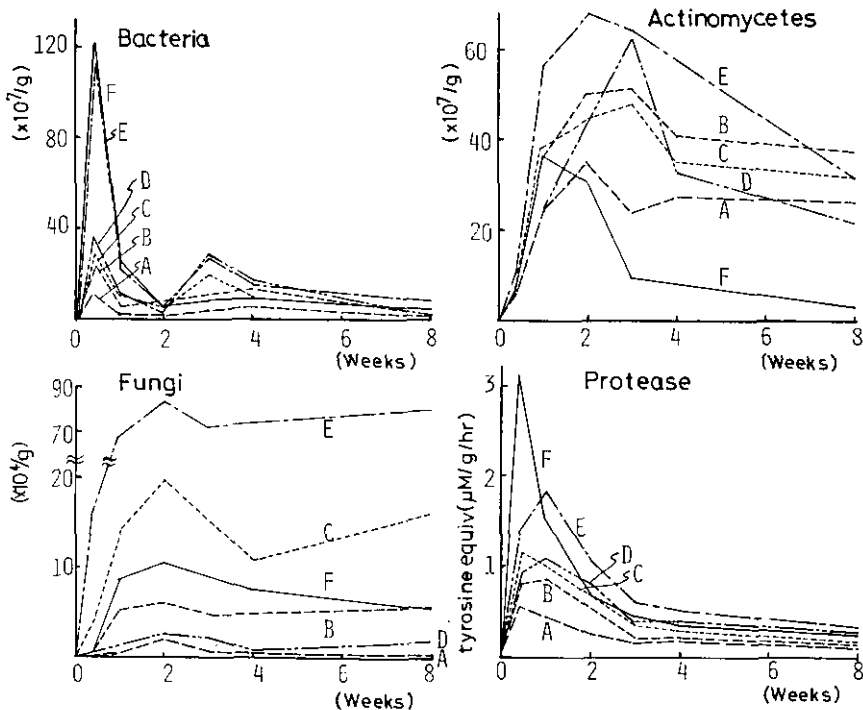 Bacteria
(x10⁷/g)
120
80
40
F
E
D
C
B
A
0
2
4
6
8
(Weeks)
Actinomycetes
(x10⁷/g)
60
40
20
E
B
C
D
A
F
0
2
4
6
8
(Weeks)
Fungi
(x10⁴/g)
90
70
20
10
E
C
F
B
D
A
0
2
4
6
8
(Weeks)
Protease
tyrosine equiv (μM/g/hr)
3
2
1
F
E
D
C
B
A
0
2
4
6
8
(Weeks)